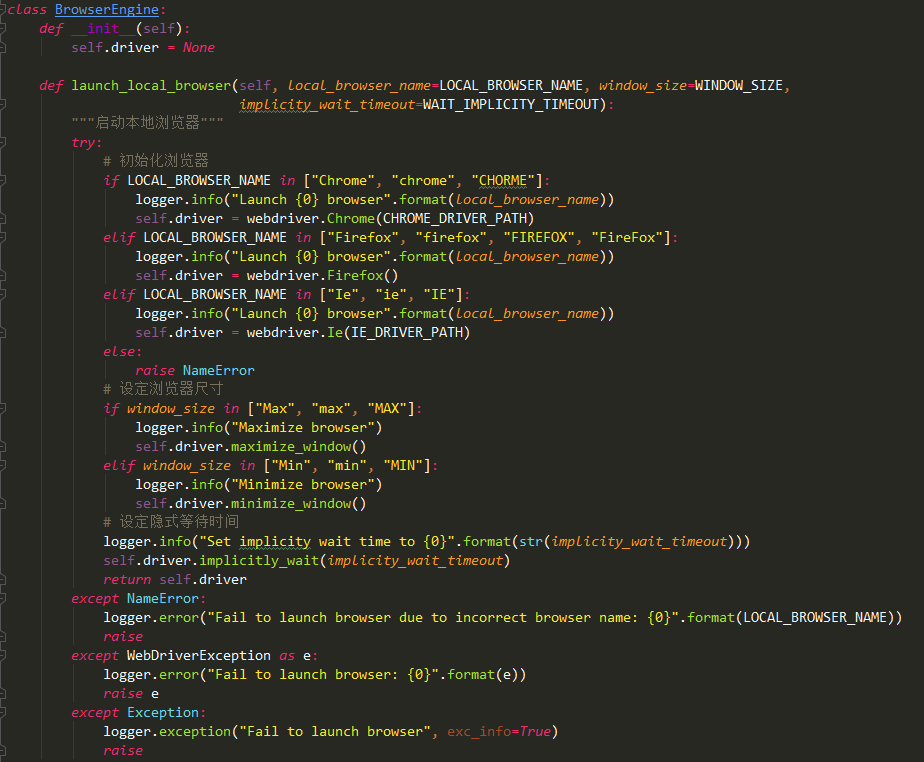 class BrowserEngine:
    def __init__(self):
        self.driver = None

    def launch_local_browser(self, local_browser_name=LOCAL_BROWSER_NAME, window_size=WINDOW_SIZE,
                             implicity_wait_timeout=WAIT_IMPLICITY_TIMEOUT):
        """启动本地浏览器"""
        try:
            # 初始化浏览器
            if LOCAL_BROWSER_NAME in ["Chrome", "chrome", "CHORME"]:
                logger.info("Launch {0} browser".format(local_browser_name))
                self.driver = webdriver.Chrome(CHROME_DRIVER_PATH)
            elif LOCAL_BROWSER_NAME in ["Firefox", "firefox", "FIREFOX", "FireFox"]:
                logger.info("Launch {0} browser".format(local_browser_name))
                self.driver = webdriver.Firefox()
            elif LOCAL_BROWSER_NAME in ["Ie", "ie", "IE"]:
                logger.info("Launch {0} browser".format(local_browser_name))
                self.driver = webdriver.Ie(IE_DRIVER_PATH)
            else:
                raise NameError
            # 设定浏览器尺寸
            if window_size in ["Max", "max", "MAX"]:
                logger.info("Maximize browser")
                self.driver.maximize_window()
            elif window_size in ["Min", "min", "MIN"]:
                logger.info("Minimize browser")
                self.driver.minimize_window()
            # 设定隐式等待时间
            logger.info("Set implicity wait time to {0}".format(str(implicity_wait_timeout)))
            self.driver.implicitly_wait(implicity_wait_timeout)
            return self.driver
        except NameError:
            logger.error("Fail to launch browser due to incorrect browser name: {0}".format(LOCAL_BROWSER_NAME))
            raise
        except WebDriverException as e:
            logger.error("Fail to launch browser: {0}".format(e))
            raise e
        except Exception:
            logger.exception("Fail to launch browser", exc_info=True)
            raise